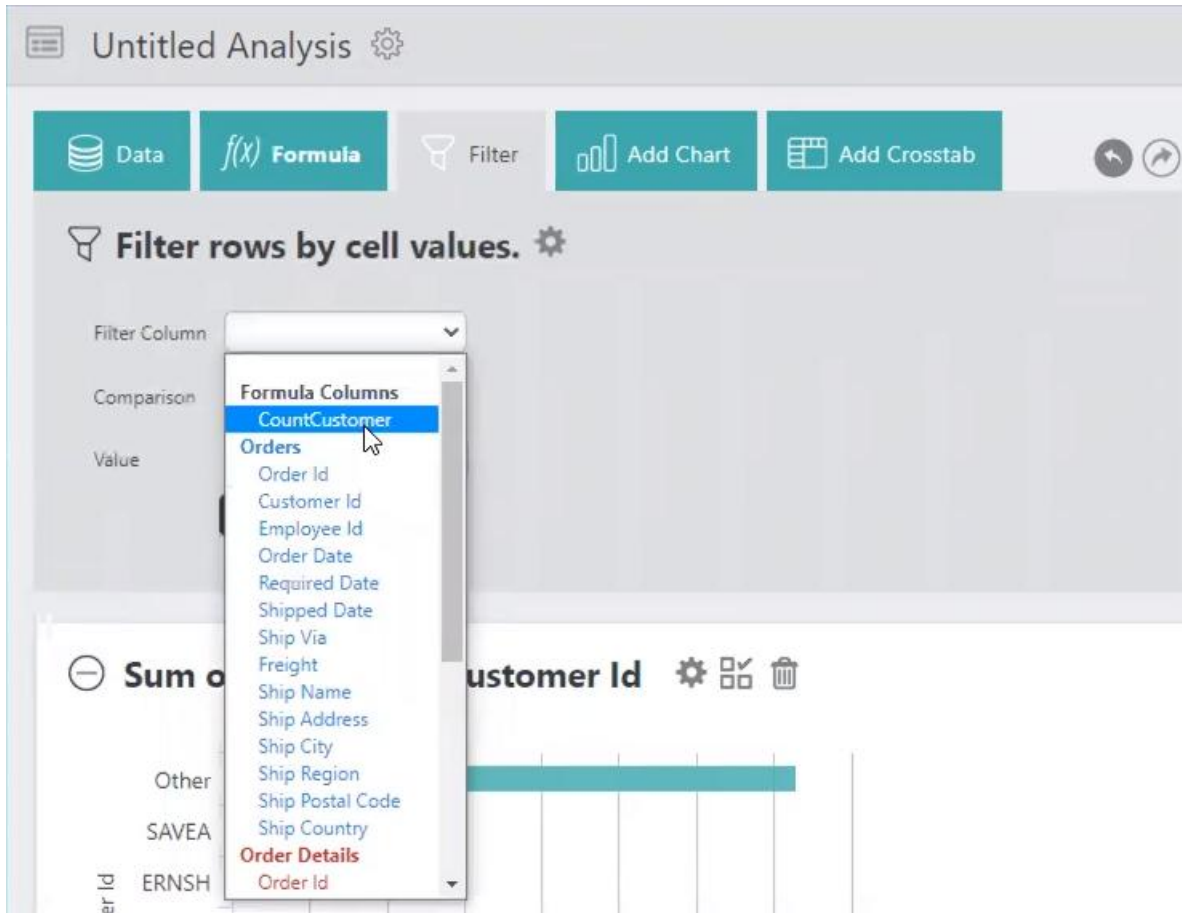 Untitled Analysis
Data
f(x) Formula
Filter
Add Chart
Add Crosstab
Filter rows by cell values.
Filter Column
Comparison
Value
Formula Columns
CountCustomer
Orders
Order Id
Customer Id
Employee Id
Order Date
Required Date
Shipped Date
Ship Via
Freight
Ship Name
Ship Address
Ship City
Ship Region
Ship Postal Code
Ship Country
Order Details
Order Id
Sum o
ustomer Id
Other
SAVEA
ERNSH
er Id